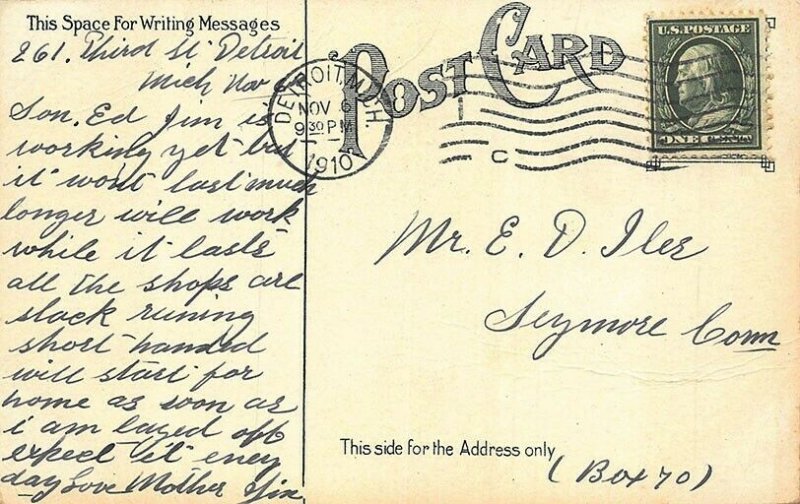 This Space For Writing Messages
261. Third St Detroit
Mich Nov
Son. Ed Jim is
working yet but
it wont last much
longer will work
while it lasts
all the shops are
slack runing
short handed
will start for
home as soon as
i am layed off
expect it every
day Love Mother
POST CARD
DETROIT, MICH.
NOV 6
9 30 P M
1910
C
U.S. POSTAGE
ONE CENT
Mr. E. D. Iler
Seymore Conn
This side for the Address only
(Box 70)